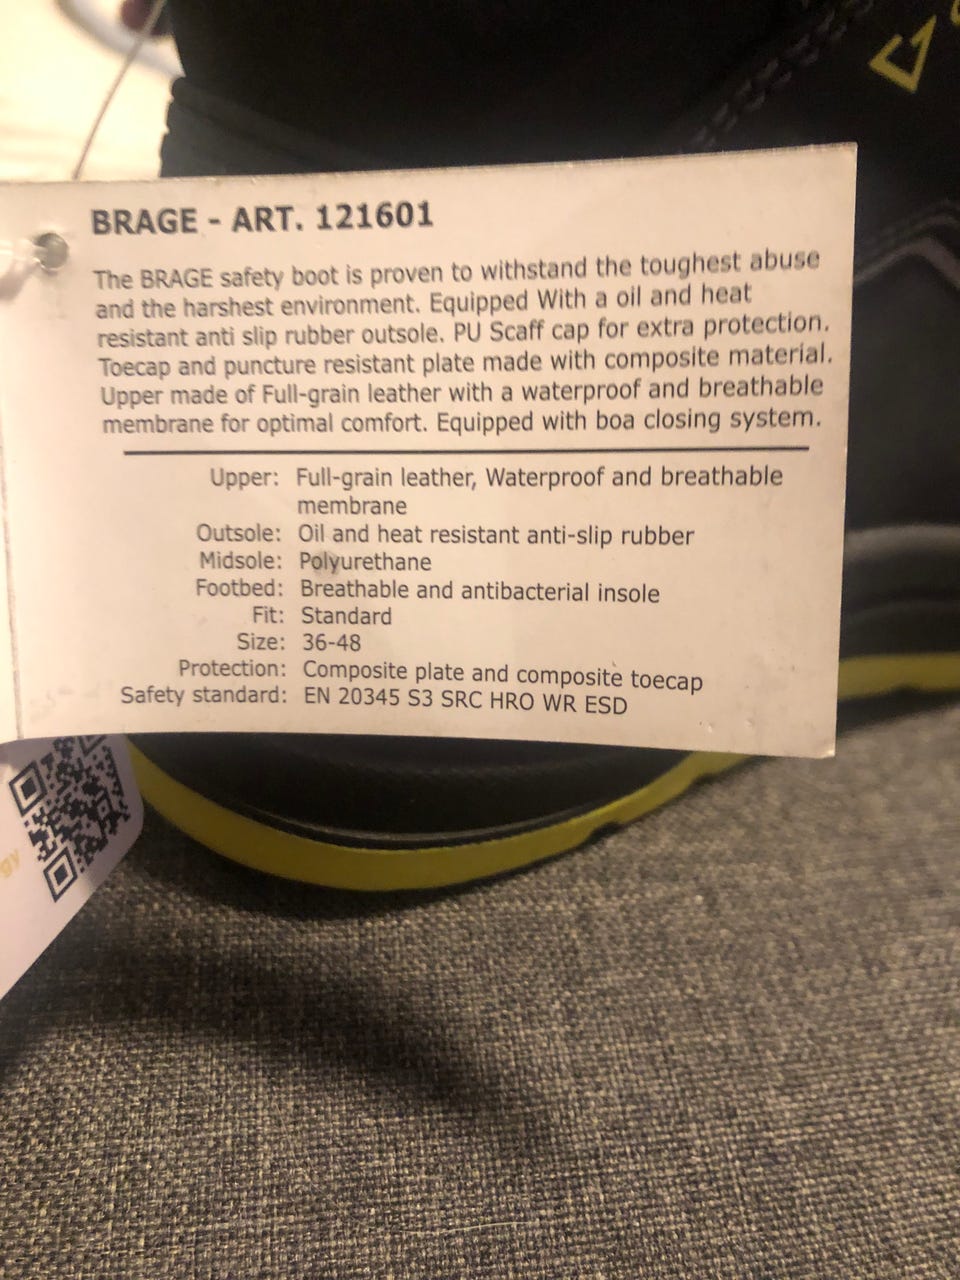 BRAGE - ART. 121601
The BRAGE safety boot is proven to withstand the toughest abuse
and the harshest environment. Equipped With a oil and heat
resistant anti slip rubber outsole. PU Scaff cap for extra protection.
Toecap and puncture resistant plate made with composite material.
Upper made of Full-grain leather with a waterproof and breathable
membrane for optimal comfort. Equipped with boa closing system.
Upper: Full-grain leather, Waterproof and breathable
membrane
Outsole: Oil and heat resistant anti-slip rubber
Midsole: Polyurethane
Footbed: Breathable and antibacterial insole
Fit: Standard
Size: 36-48
Protection: Composite plate and composite toecap
Safety standard: EN 20345 S3 SRC HRO WR ESD